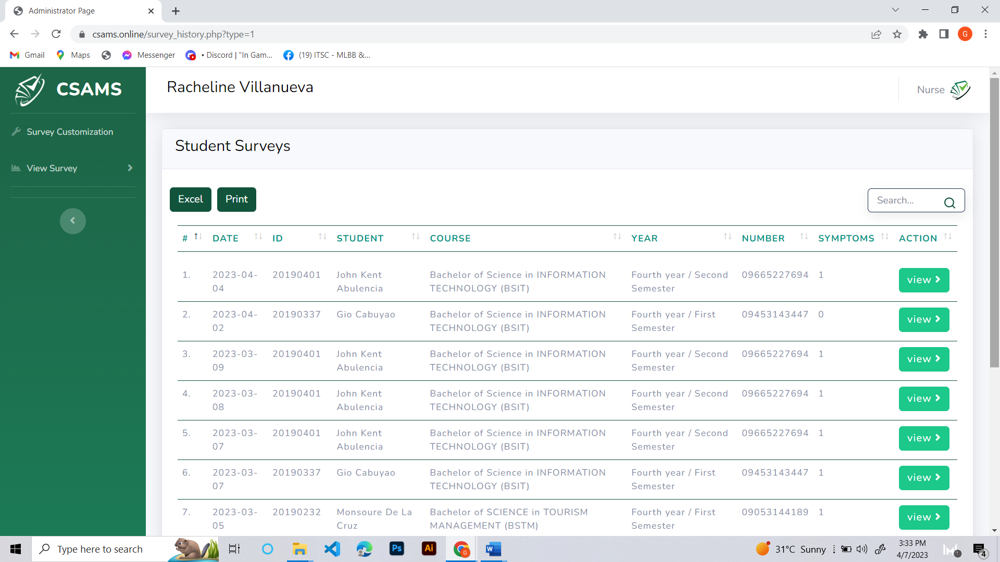 Administrator Page
csams.online/survey_history.php?type=1
G
Gmail Maps Messenger • Discord | "In Gam... (19) ITSC - MLBB &...
CSAMS
Racheline Villanueva
Nurse
Survey Customization
View Survey
Student Surveys
Excel Print
Search...
# DATE ID STUDENT COURSE YEAR NUMBER SYMPTOMS ACTION
1. 2023-04- 20190401 John Kent Bachelor of Science in INFORMATION Fourth year / Second 09665227694 1 view
04 Abulencia TECHNOLOGY (BSIT) Semester
2. 2023-04- 20190337 Gio Cabuyao Bachelor of Science in INFORMATION Fourth year / First 09453143447 0 view
02 TECHNOLOGY (BSIT) Semester
3. 2023-03- 20190401 John Kent Bachelor of Science in INFORMATION Fourth year / Second 09665227694 1 view
09 Abulencia TECHNOLOGY (BSIT) Semester
4. 2023-03- 20190401 John Kent Bachelor of Science in INFORMATION Fourth year / Second 09665227694 1 view
08 Abulencia TECHNOLOGY (BSIT) Semester
5. 2023-03- 20190401 John Kent Bachelor of Science in INFORMATION Fourth year / Second 09665227694 1 view
07 Abulencia TECHNOLOGY (BSIT) Semester
6. 2023-03- 20190337 Gio Cabuyao Bachelor of Science in INFORMATION Fourth year / First 09453143447 1 view
07 TECHNOLOGY (BSIT) Semester
7. 2023-03- 20190232 Monsoure De La Bachelor of SCIENCE in TOURISM Fourth year / First 09053144189 1 view
05 Cruz MANAGEMENT (BSTM) Semester
Type here to search
Ps Ai G W
31°C Sunny
3:33 PM
4/7/2023
1
4